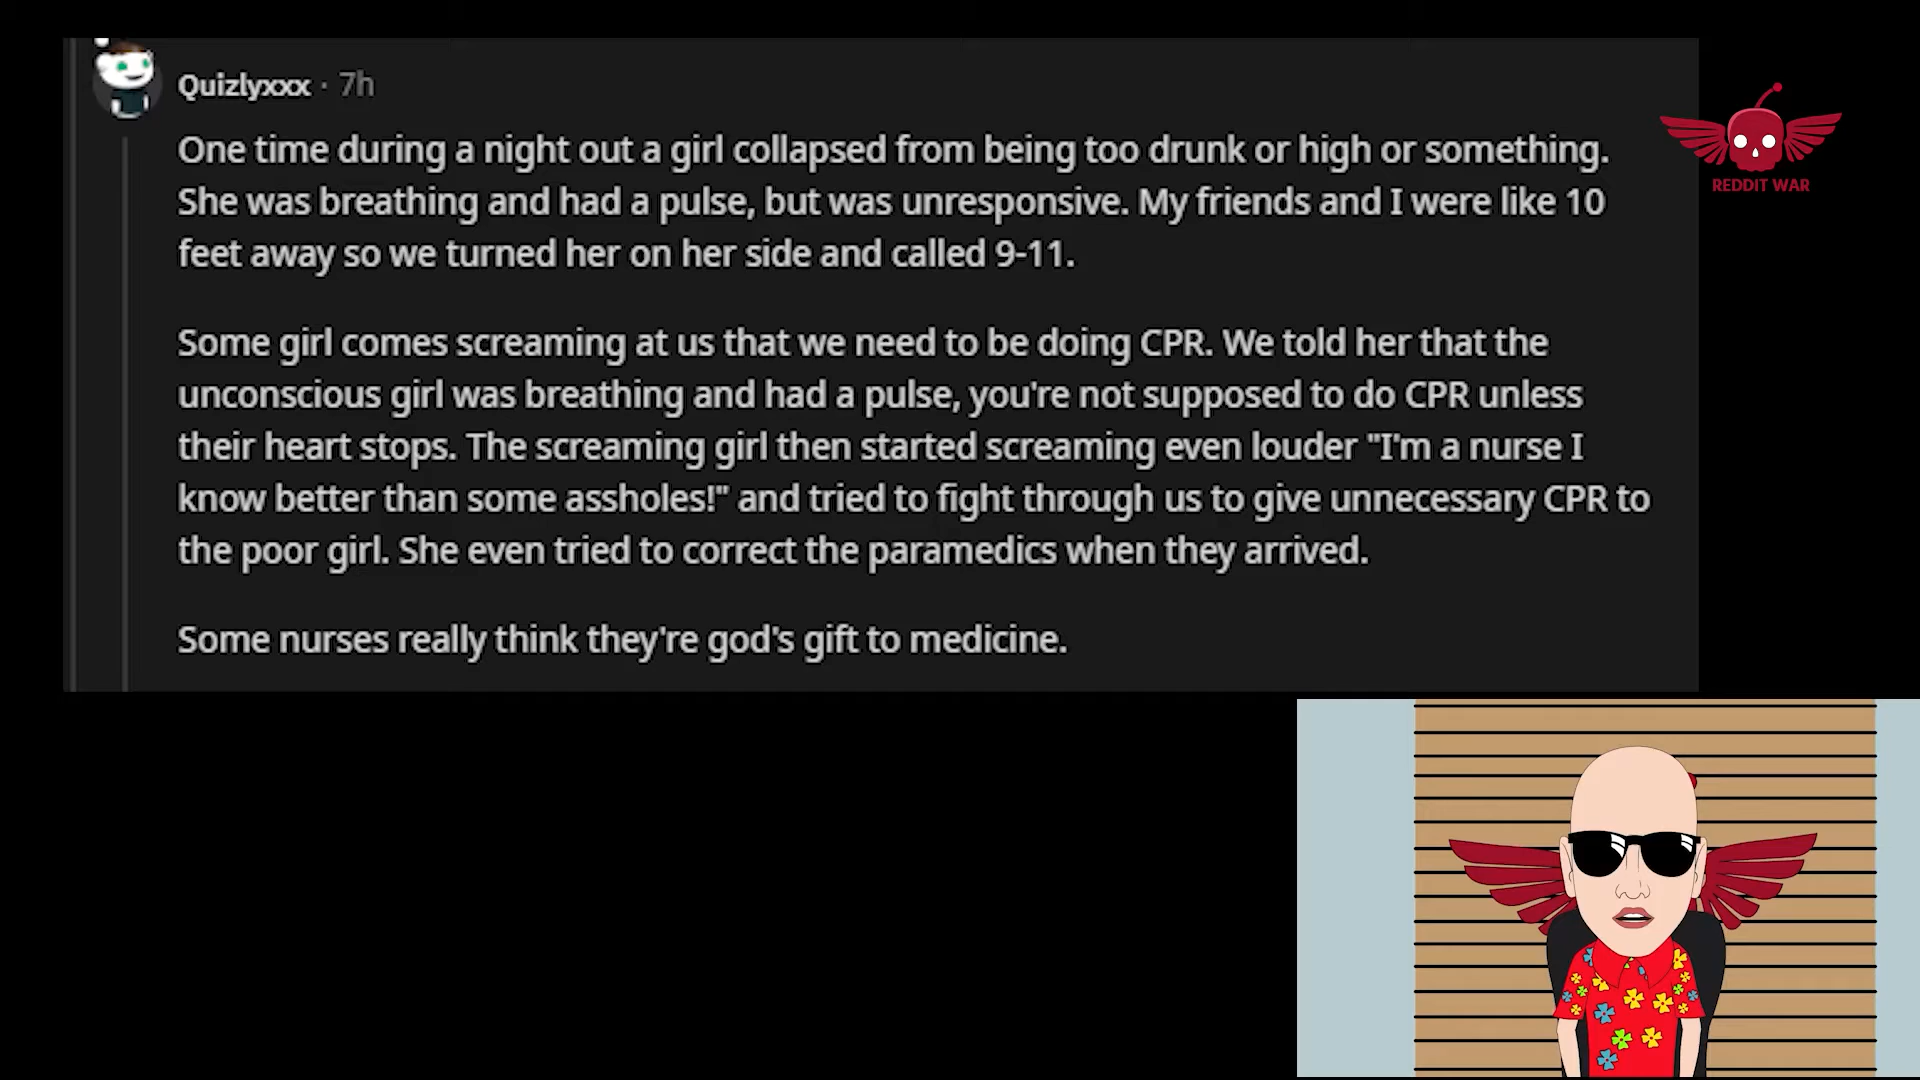 Quizlyxxx · 7h
One time during a night out a girl collapsed from being too drunk or high or something.
She was breathing and had a pulse, but was unresponsive. My friends and I were like 10
feet away so we turned her on her side and called 9-11.
Some girl comes screaming at us that we need to be doing CPR. We told her that the
unconscious girl was breathing and had a pulse, you're not supposed to do CPR unless
their heart stops. The screaming girl then started screaming even louder "I'm a nurse I
know better than some assholes!" and tried to fight through us to give unnecessary CPR to
the poor girl. She even tried to correct the paramedics when they arrived.
Some nurses really think they're god's gift to medicine.
REDDIT WAR